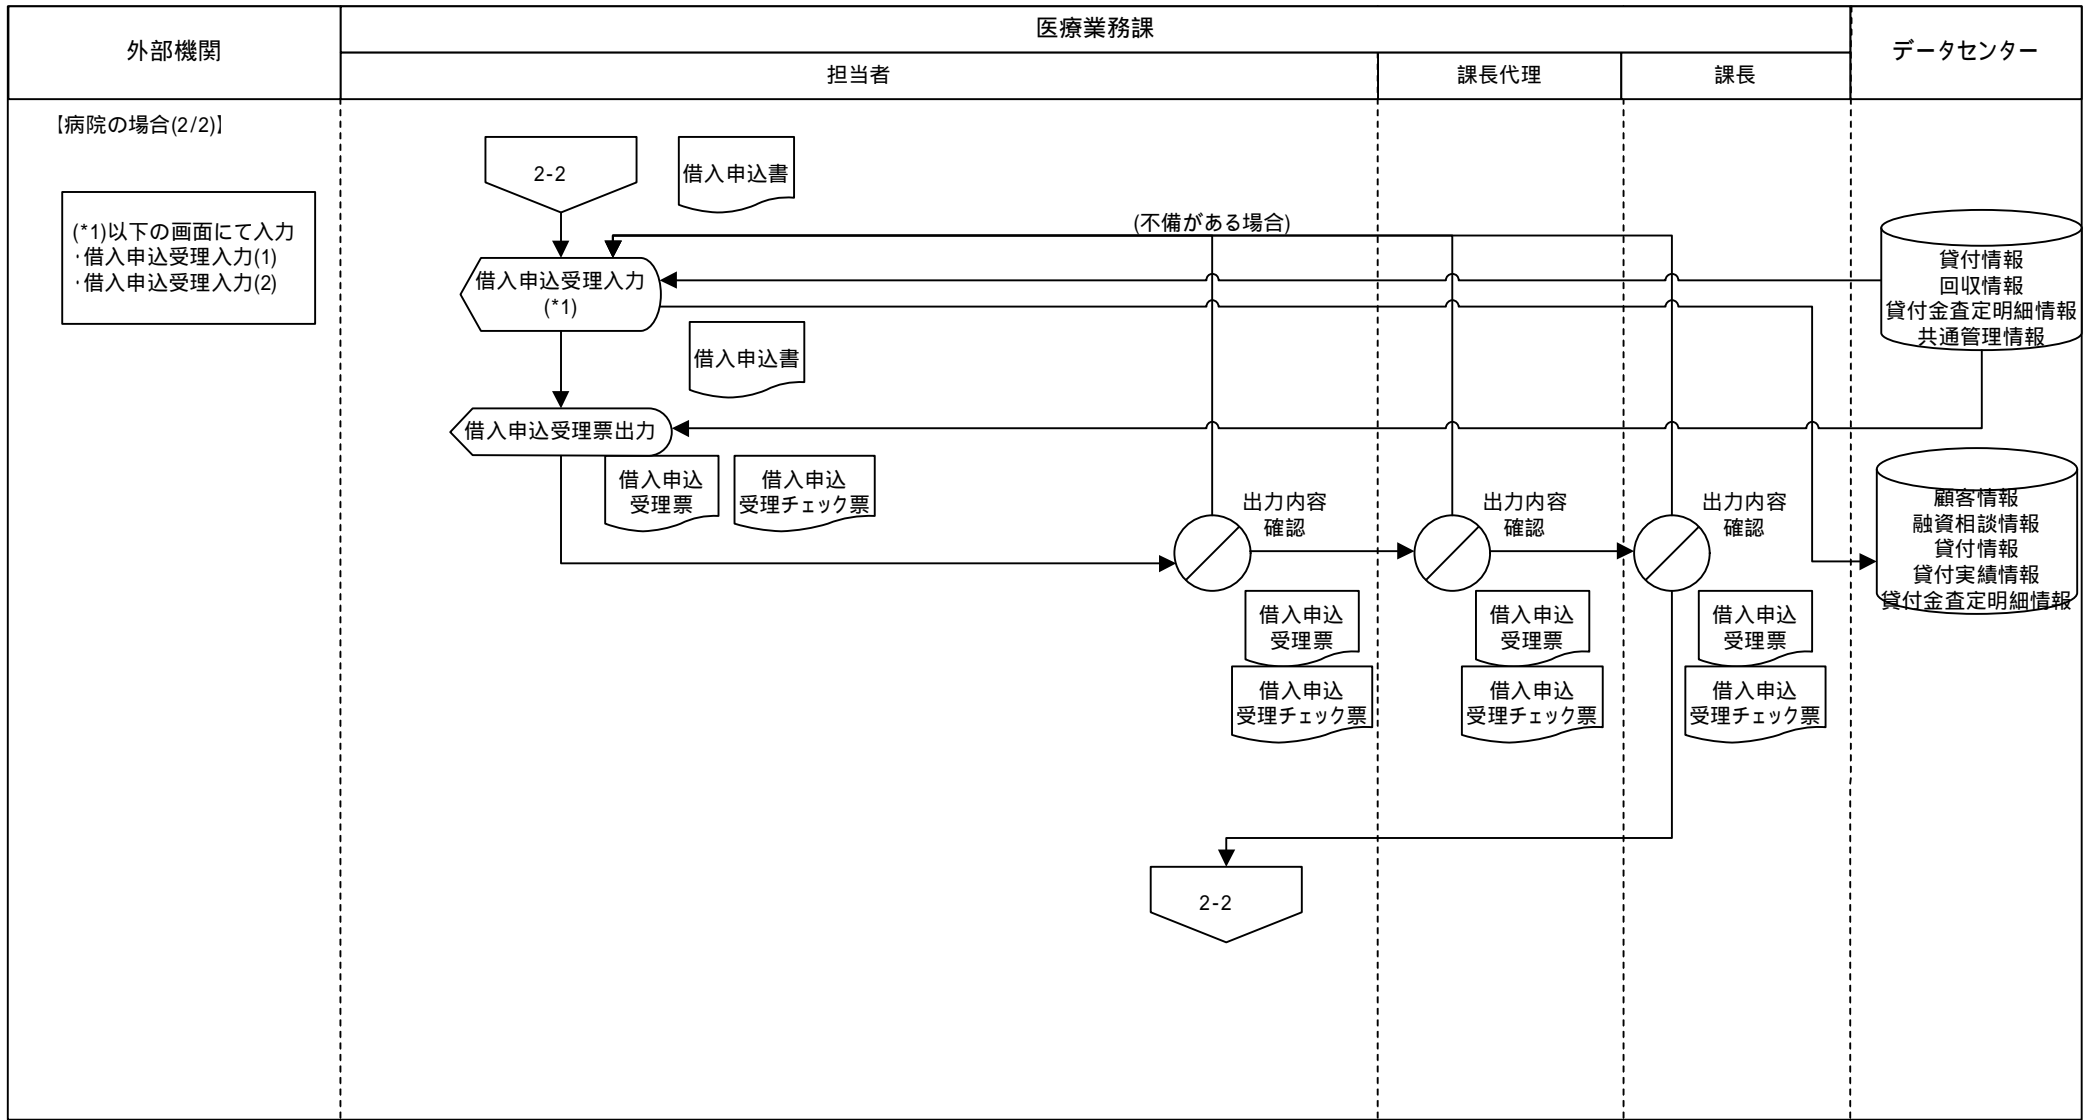 外部機関
医療業務課
データセンター
担当者
課長代理
課長
【病院の場合(2/2)】
2-2
借入申込書
(*1)以下の画面にて入力
・借入申込受理入力(1)
・借入申込受理入力(2)
(不備がある場合)
借入申込受理入力
(*1)
貸付情報
回収情報
貸付金査定明細情報
共通管理情報
借入申込書
借入申込受理票出力
借入申込
受理票
借入申込
受理チェック票
出力内容
確認
出力内容
確認
出力内容
確認
顧客情報
融資相談情報
貸付情報
貸付実績情報
貸付金査定明細情報
借入申込
受理票
借入申込
受理チェック票
借入申込
受理票
借入申込
受理チェック票
借入申込
受理票
借入申込
受理チェック票
2-2